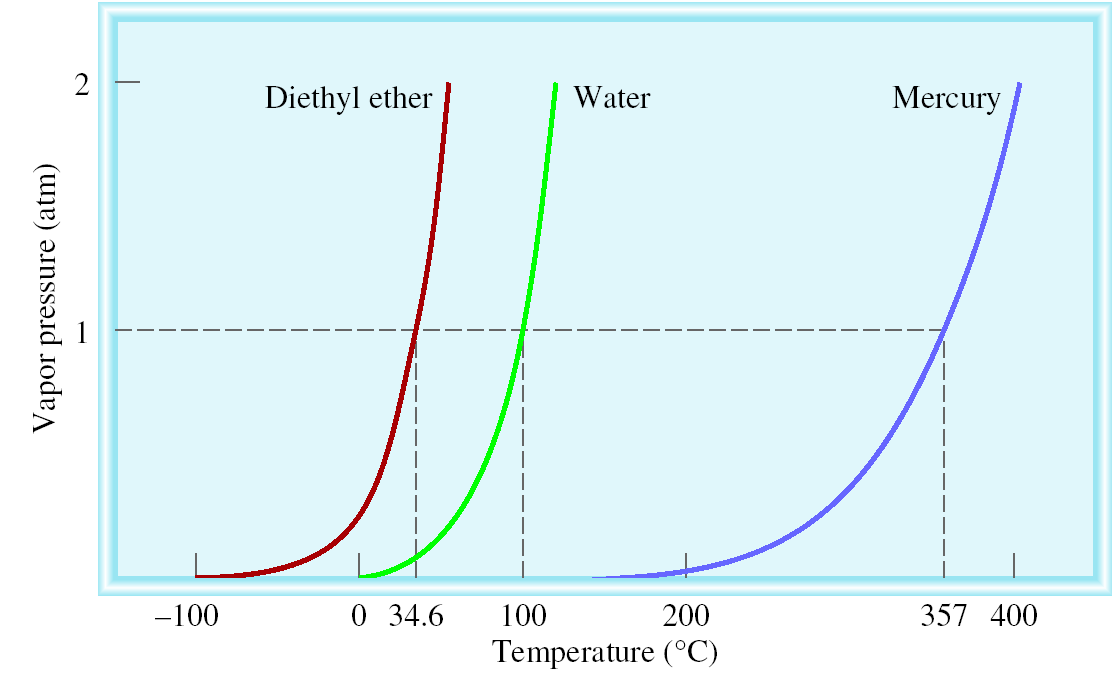 2
Diethyl ether
Water
Mercury
Vapor pressure (atm)
1
–100 0 34.6 100 200 357 400
Temperature (°C)